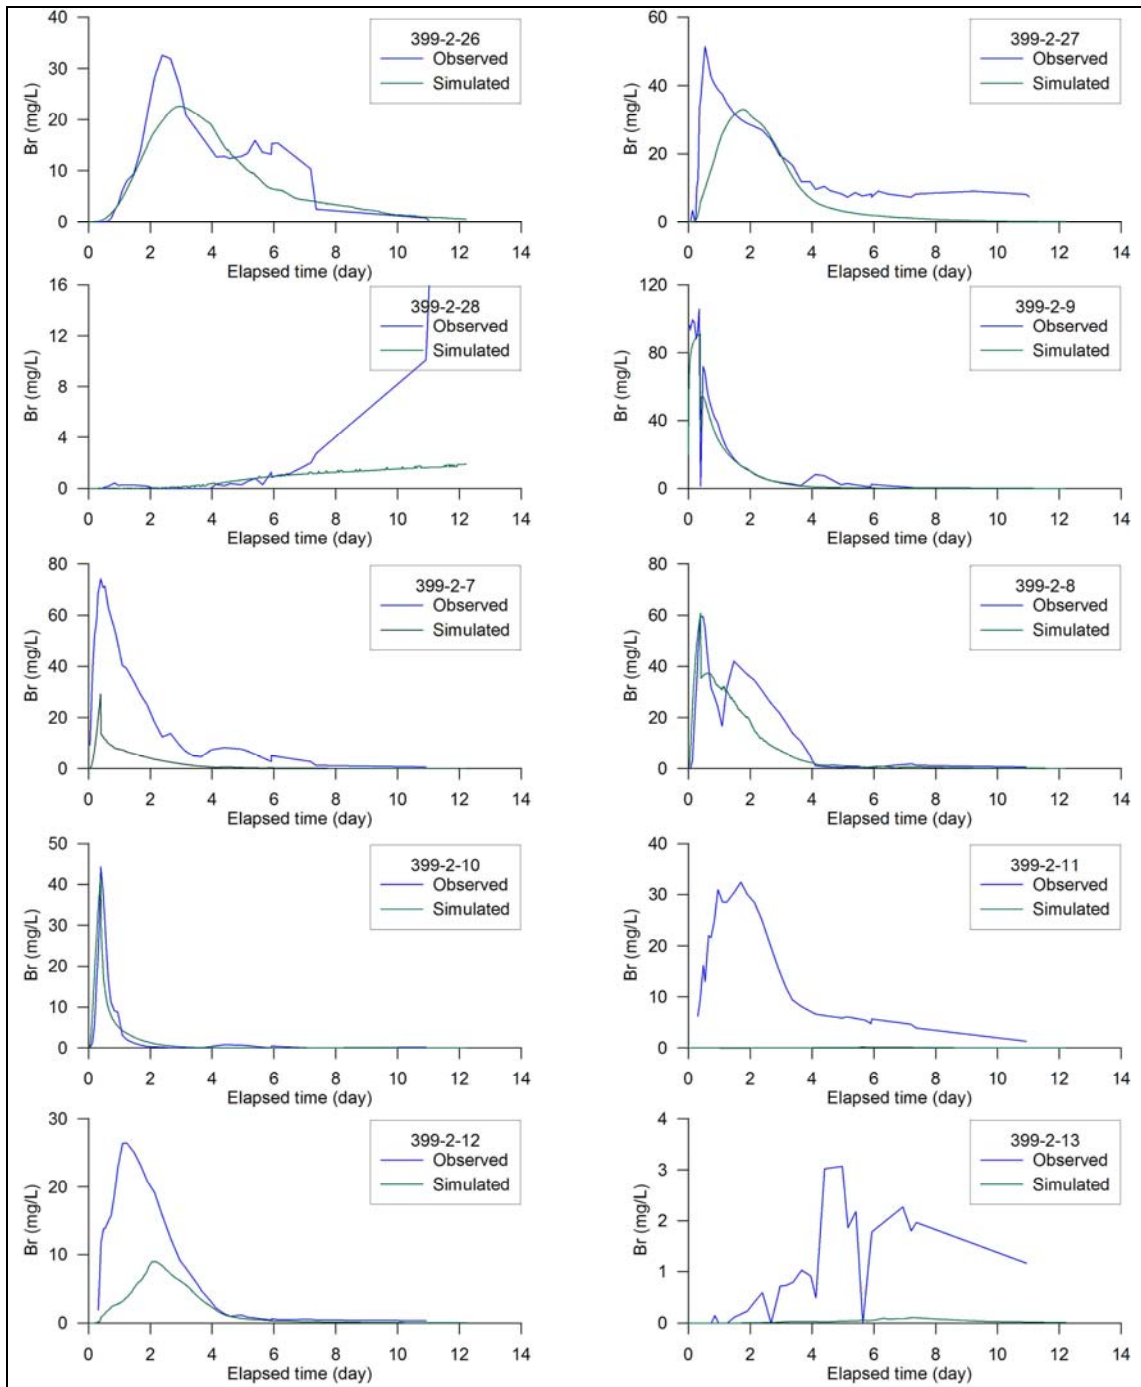 399-2-26
Observed
Simulated
Br (mg/L)
40
30
20
10
0
0 2 4 6 8 10 12 14
Elapsed time (day)
399-2-27
Observed
Simulated
Br (mg/L)
60
40
20
0
0 2 4 6 8 10 12 14
Elapsed time (day)
399-2-28
Observed
Simulated
Br (mg/L)
16
12
8
4
0
0 2 4 6 8 10 12 14
Elapsed time (day)
399-2-9
Observed
Simulated
Br (mg/L)
120
80
40
0
0 2 4 6 8 10 12 14
Elapsed time (day)
399-2-7
Observed
Simulated
Br (mg/L)
80
60
40
20
0
0 2 4 6 8 10 12 14
Elapsed time (day)
399-2-8
Observed
Simulated
Br (mg/L)
80
60
40
20
0
0 2 4 6 8 10 12 14
Elapsed time (day)
399-2-10
Observed
Simulated
Br (mg/L)
50
40
30
20
10
0
0 2 4 6 8 10 12 14
Elapsed time (day)
399-2-11
Observed
Simulated
Br (mg/L)
40
30
20
10
0
0 2 4 6 8 10 12 14
Elapsed time (day)
399-2-12
Observed
Simulated
Br (mg/L)
30
20
10
0
0 2 4 6 8 10 12 14
Elapsed time (day)
399-2-13
Observed
Simulated
Br (mg/L)
4
3
2
1
0
0 2 4 6 8 10 12 14
Elapsed time (day)